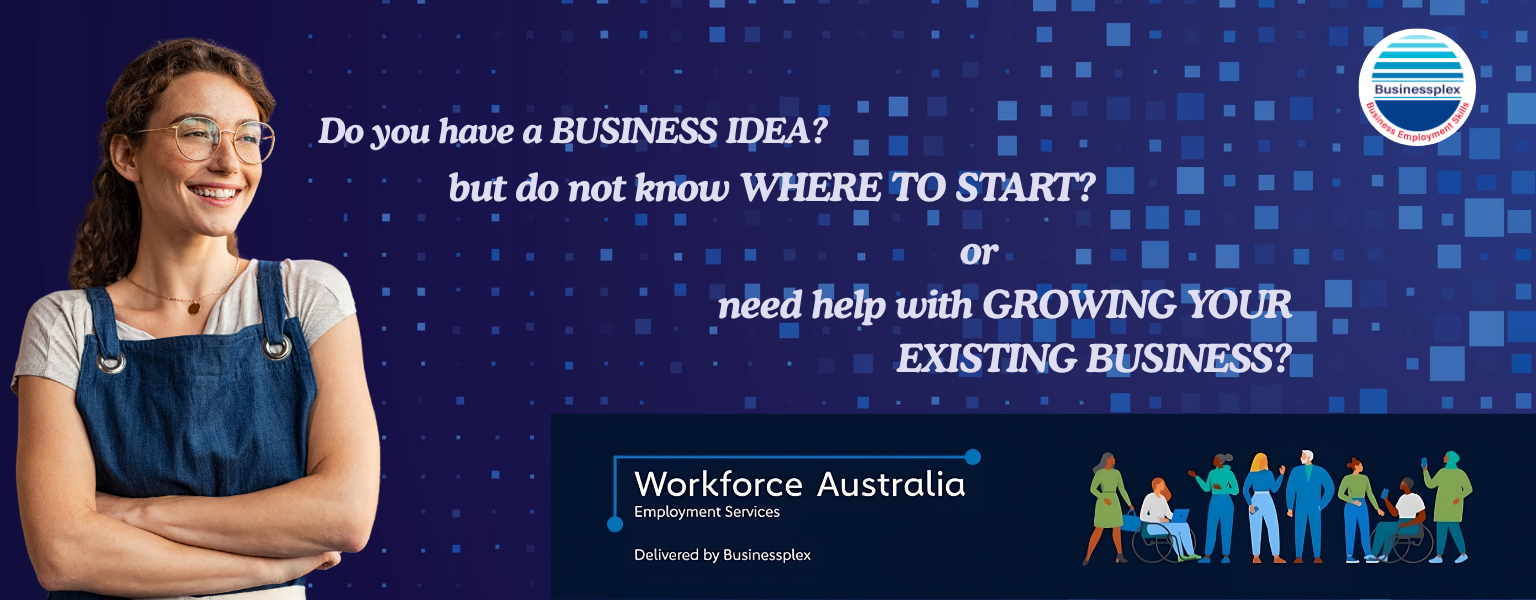 Do you have a BUSINESS IDEA?
but do not know WHERE TO START?
or
need help with GROWING YOUR
EXISTING BUSINESS?
Businessplex
Business Employment Skills
Workforce Australia
Employment Services
Delivered by Businessplex